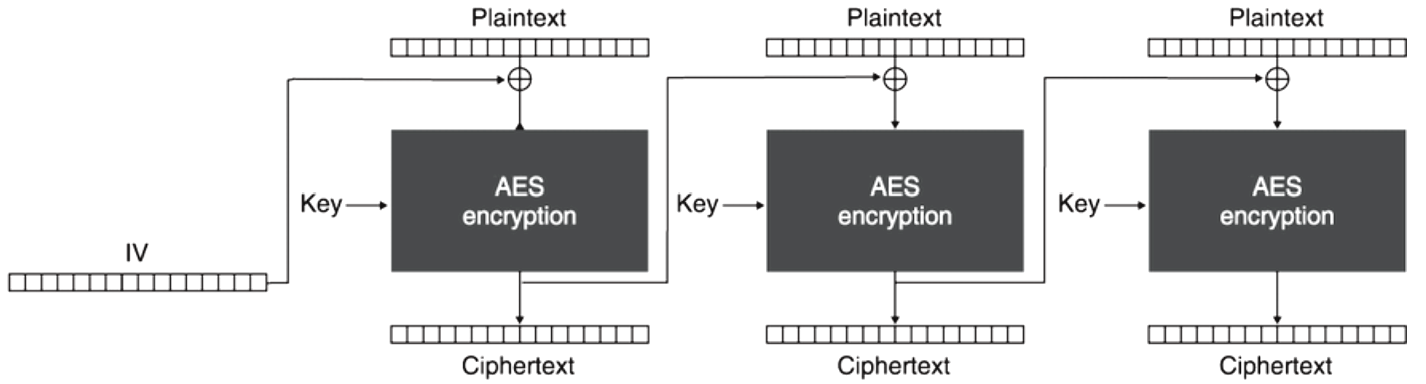 Plaintext
Plaintext
Plaintext
AES
encryption
AES
encryption
AES
encryption
Key
Key
Key
IV
Ciphertext
Ciphertext
Ciphertext